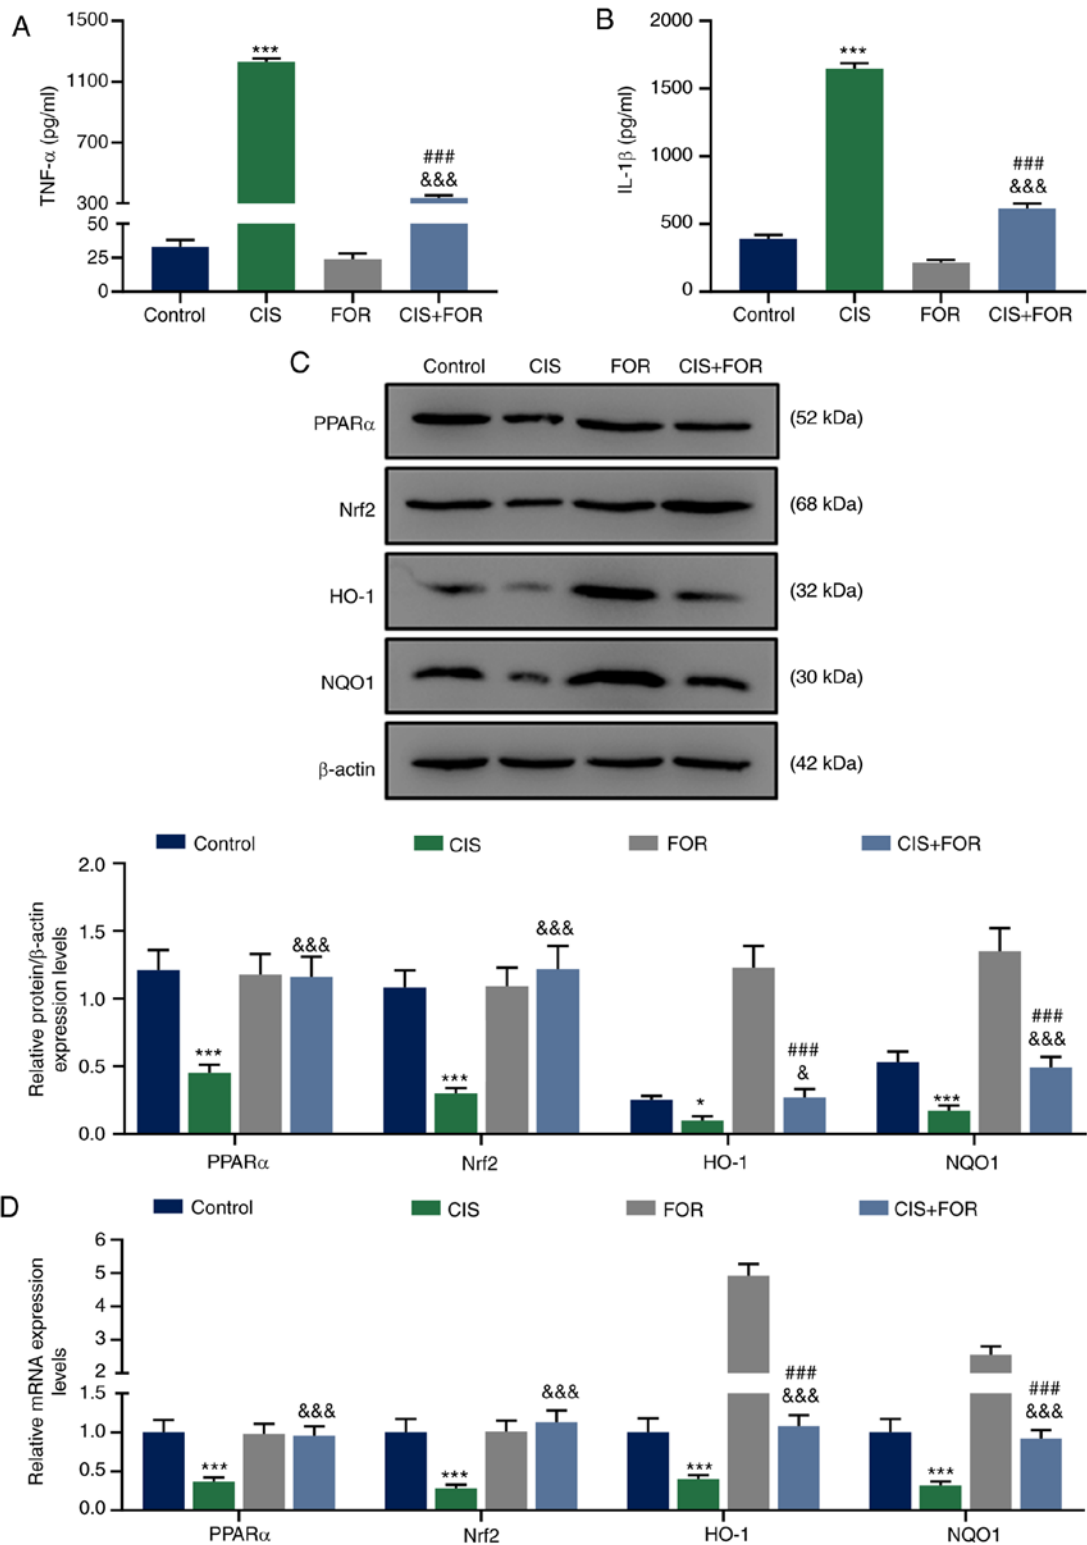 A
TNF-α (pg/ml)
1500
1100
700
300
50
25
0
***
###
&&&
Control CIS FOR CIS+FOR
B
IL-1β (pg/ml)
2000
1500
1000
500
0
***
###
&&&
Control CIS FOR CIS+FOR
C
Control CIS FOR CIS+FOR
PPARα (52 kDa)
Nrf2 (68 kDa)
HO-1 (32 kDa)
NQO1 (30 kDa)
β-actin (42 kDa)
Control CIS FOR CIS+FOR
Relative protein/β-actin
expression levels
2.0
1.5
1.0
0.5
0.0
***
&&&
***
&&&
*
###
&
***
###
&&&
PPARα Nrf2 HO-1 NQO1
D
Control CIS FOR CIS+FOR
Relative mRNA expression
levels
6
5
4
3
2
1.5
1.0
0.5
0.0
***
&&&
***
&&&
***
###
&&&
***
###
&&&
PPARα Nrf2 HO-1 NQO1